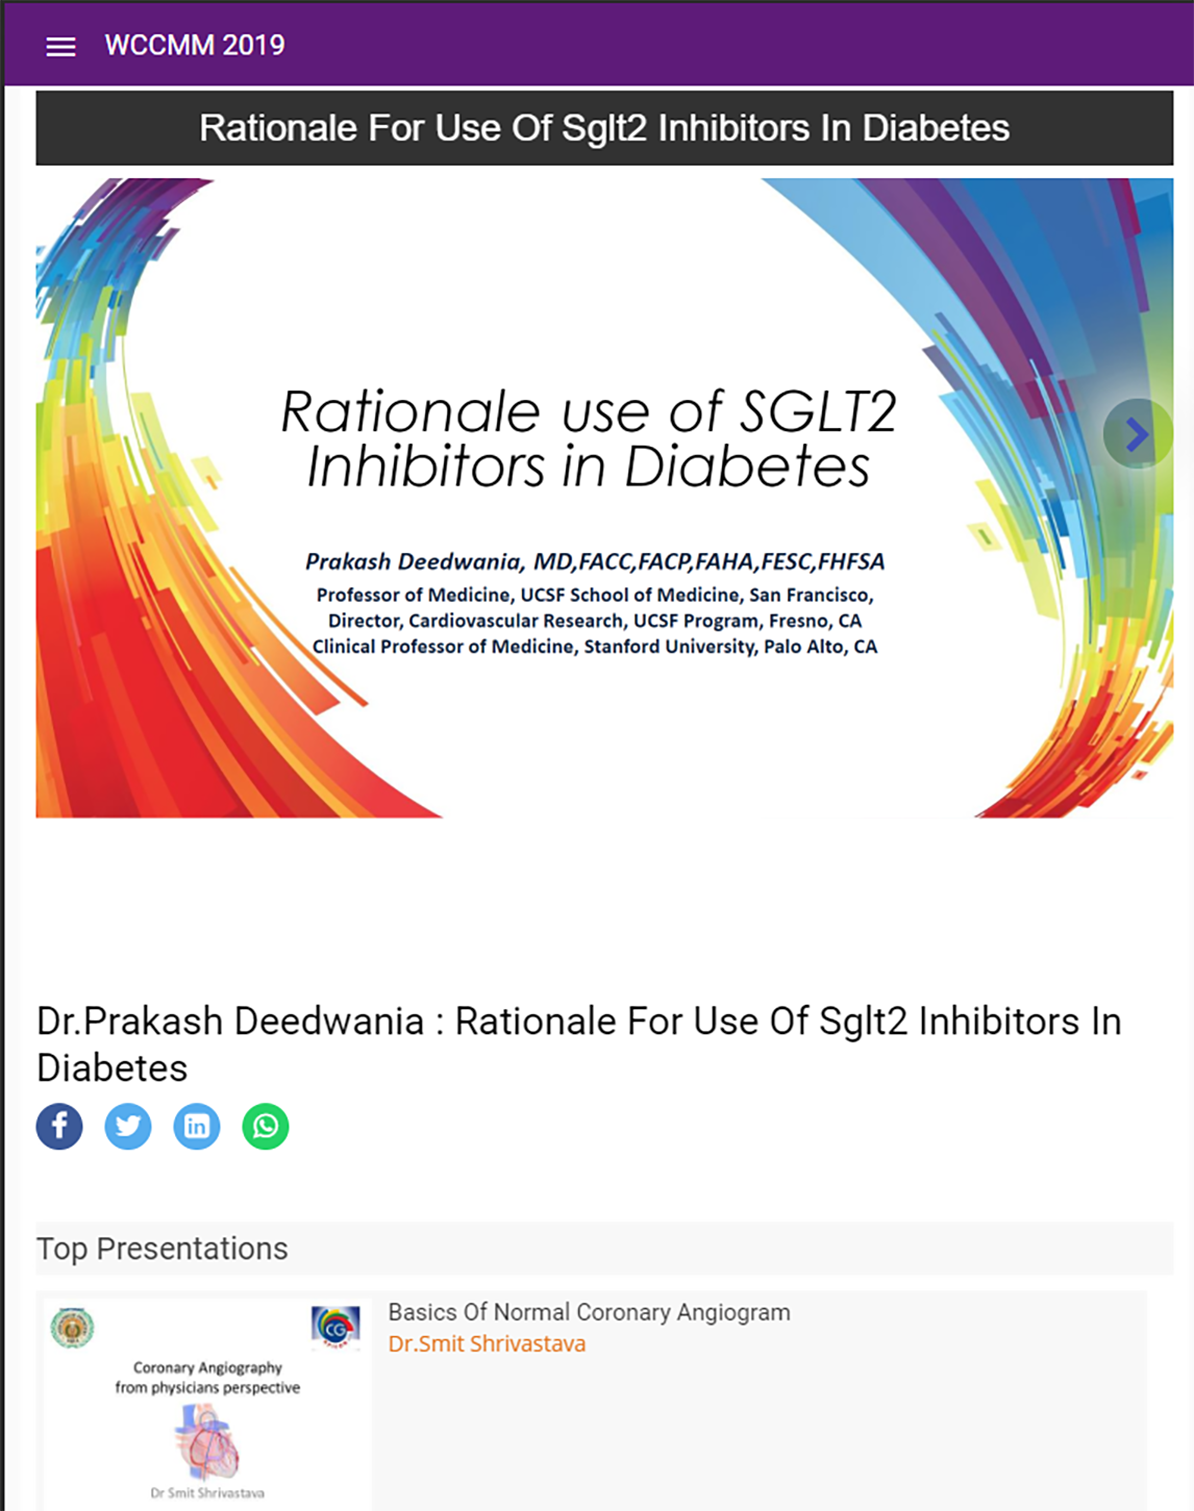 WCCMM 2019
Rationale For Use Of Sglt2 Inhibitors In Diabetes
Rationale use of SGLT2
Inhibitors in Diabetes
Prakash Deedwania, MD,FACC,FACP,FAHA,FESC,FHFSA
Professor of Medicine, UCSF School of Medicine, San Francisco,
Director, Cardiovascular Research, UCSF Program, Fresno, CA
Clinical Professor of Medicine, Stanford University, Palo Alto, CA
Dr.Prakash Deedwania : Rationale For Use Of Sglt2 Inhibitors In
Diabetes
Top Presentations
CG
Basics Of Normal Coronary Angiogram
Dr.Smit Shrivastava
Coronary Angiography
from physicians perspective
Dr Smit Shrivastava